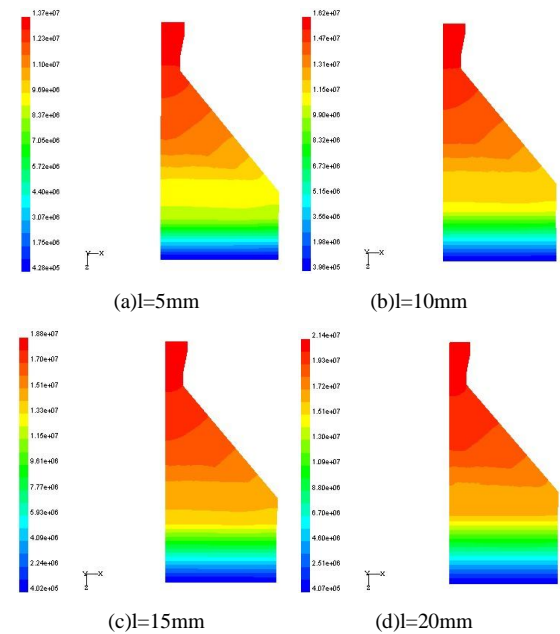 1.37e+07
1.23e+07
1.10e+07
9.69e+06
8.37e+06
7.05e+06
5.72e+06
4.40e+06
3.07e+06
1.75e+06
4.28e+05
Y X
Z
(a)l=5mm
1.62e+07
1.47e+07
1.31e+07
1.15e+07
9.90e+06
8.32e+06
6.73e+06
5.15e+06
3.56e+06
1.98e+06
3.96e+05
Y X
Z
(b)l=10mm
1.88e+07
1.70e+07
1.51e+07
1.33e+07
1.15e+07
9.61e+06
7.77e+06
5.93e+06
4.09e+06
2.24e+06
4.02e+05
Y X
Z
(c)l=15mm
2.14e+07
1.93e+07
1.72e+07
1.51e+07
1.30e+07
1.09e+07
8.80e+06
6.70e+06
4.60e+06
2.50e+06
4.07e+05
Y X
Z
(d)l=20mm